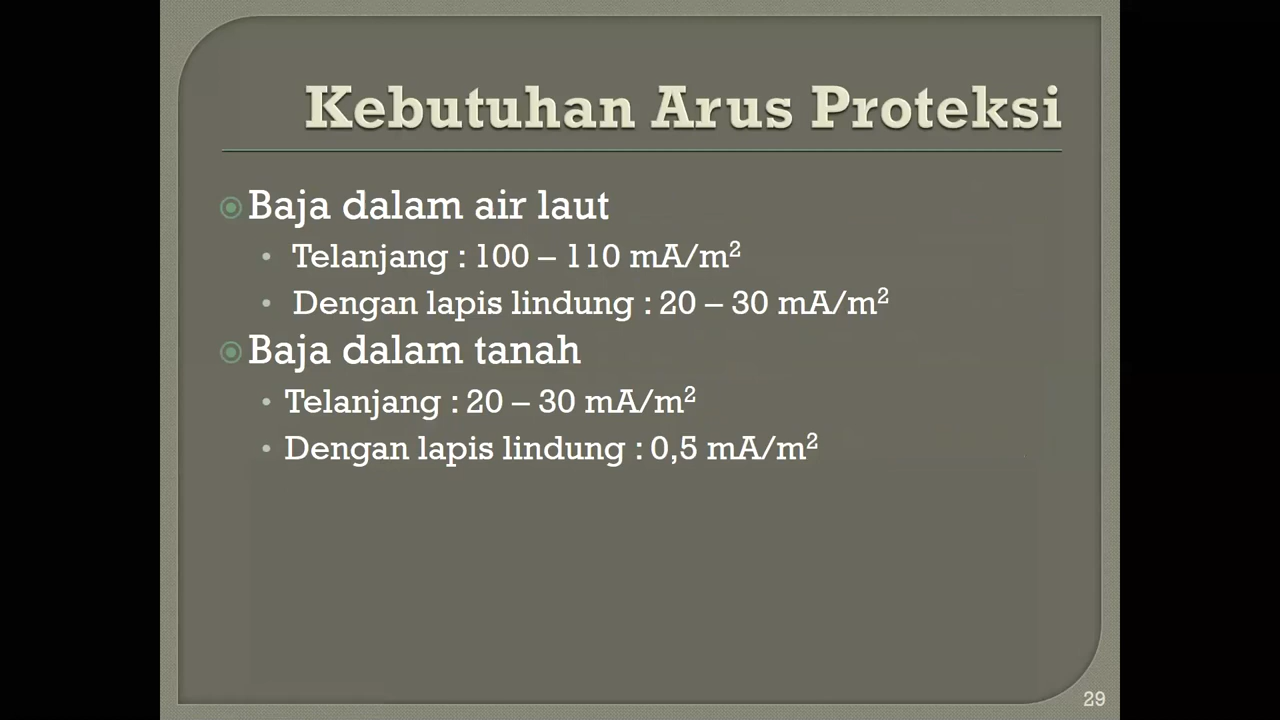 Kebutuhan Arus Proteksi
Baja dalam air laut
• Telanjang : 100 – 110 mA/m²
• Dengan lapis lindung : 20 – 30 mA/m²
Baja dalam tanah
• Telanjang : 20 – 30 mA/m²
• Dengan lapis lindung : 0,5 mA/m²
29